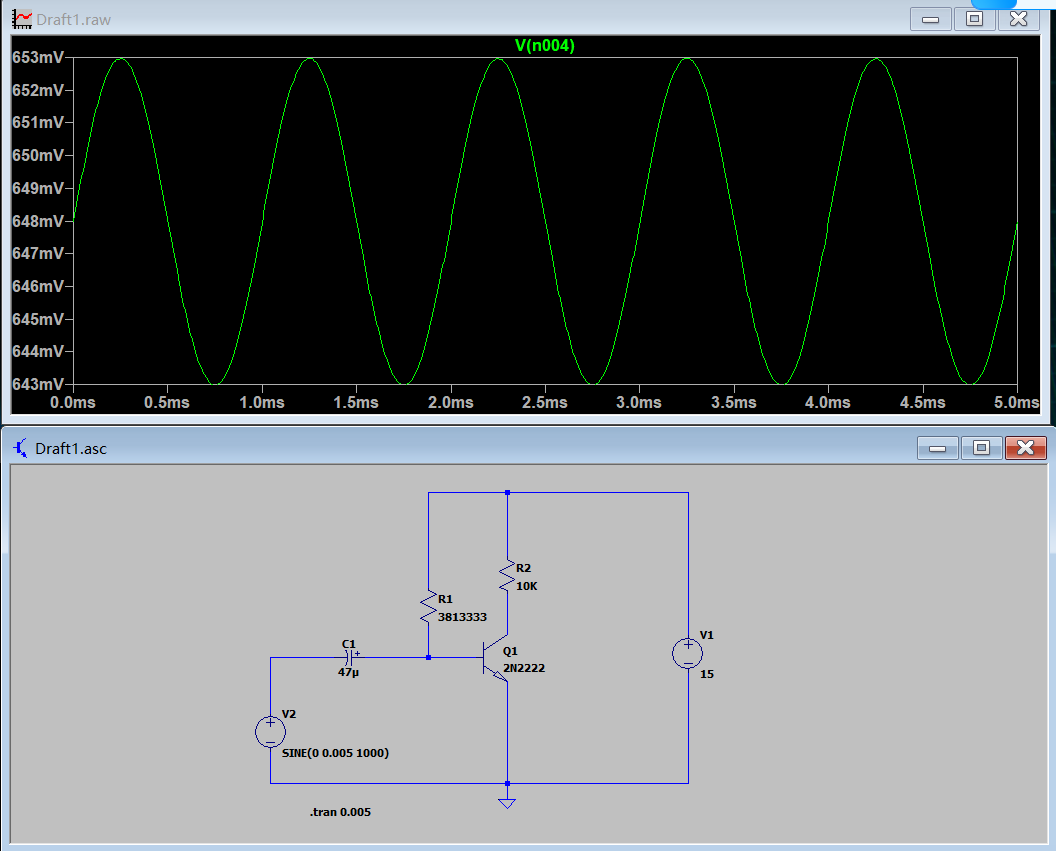 Draft1.raw
V(n004)
653mV
652mV
651mV
650mV
649mV
648mV
647mV
646mV
645mV
644mV
643mV
0.0ms 0.5ms 1.0ms 1.5ms 2.0ms 2.5ms 3.0ms 3.5ms 4.0ms 4.5ms 5.0ms
Draft1.asc
R2
10K
R1
3813333
V1
15
C1
47µ
Q1
2N2222
V2
SINE(0 0.005 1000)
.tran 0.005